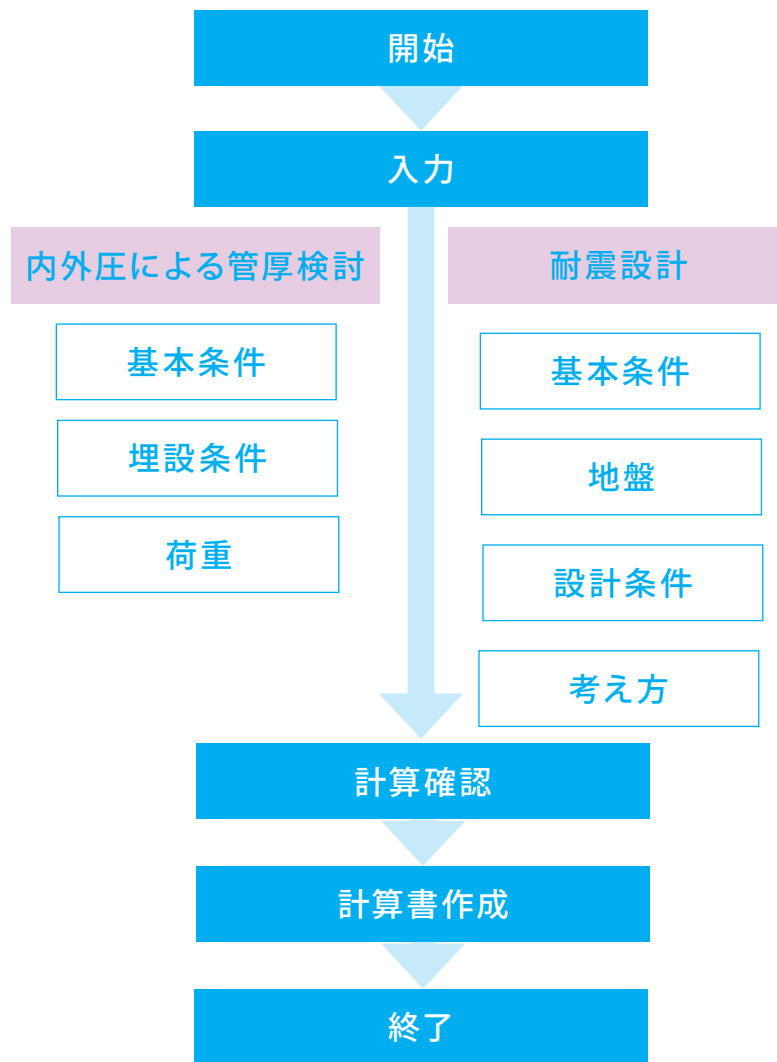 開始
入力
内外圧による管厚検討
基本条件
埋設条件
荷重
耐震設計
基本条件
地盤
設計条件
考え方
計算確認
計算書作成
終了